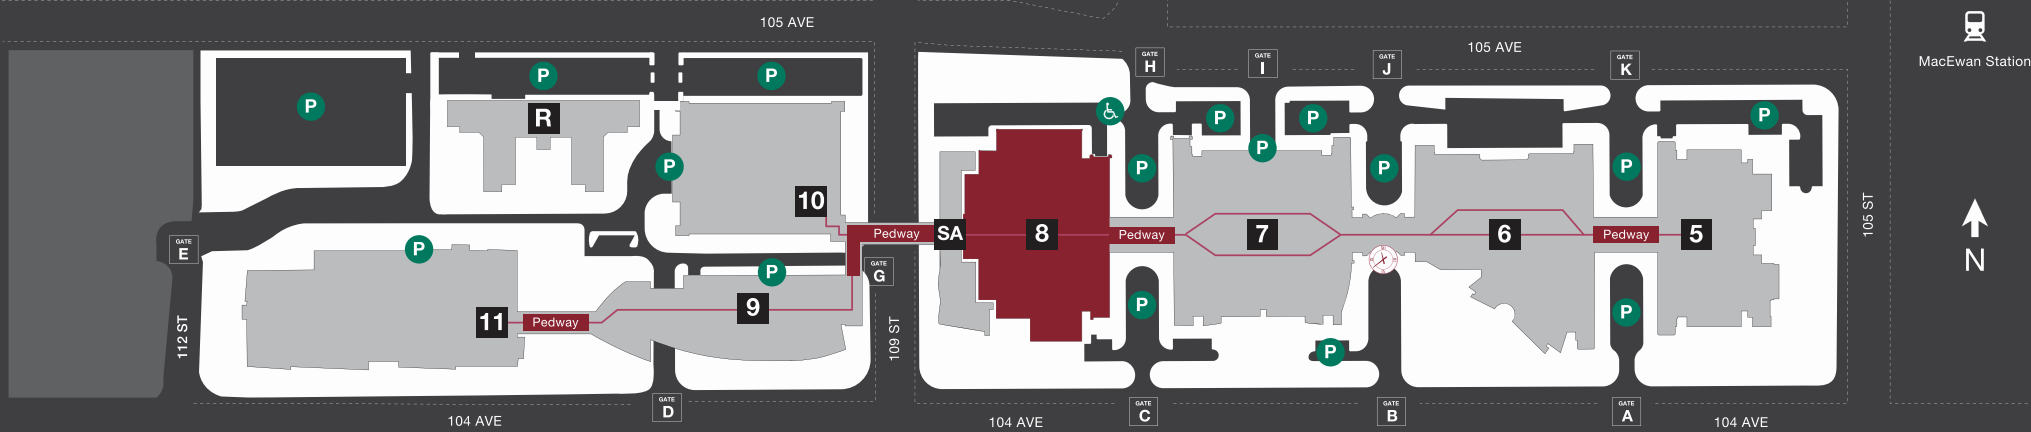 105 AVE
105 AVE
MacEwan Station
GATE
H
GATE
I
GATE
J
GATE
K
P
P
P
P
P
P
R
P
P
P
P
P
10
105 ST
Pedway
SA
8
Pedway
7
6
Pedway
5
GATE
E
P
GATE
G
P
N
9
P
P
11
Pedway
112 ST
109 ST
P
104 AVE
GATE
D
104 AVE
GATE
C
GATE
B
GATE
A
104 AVE